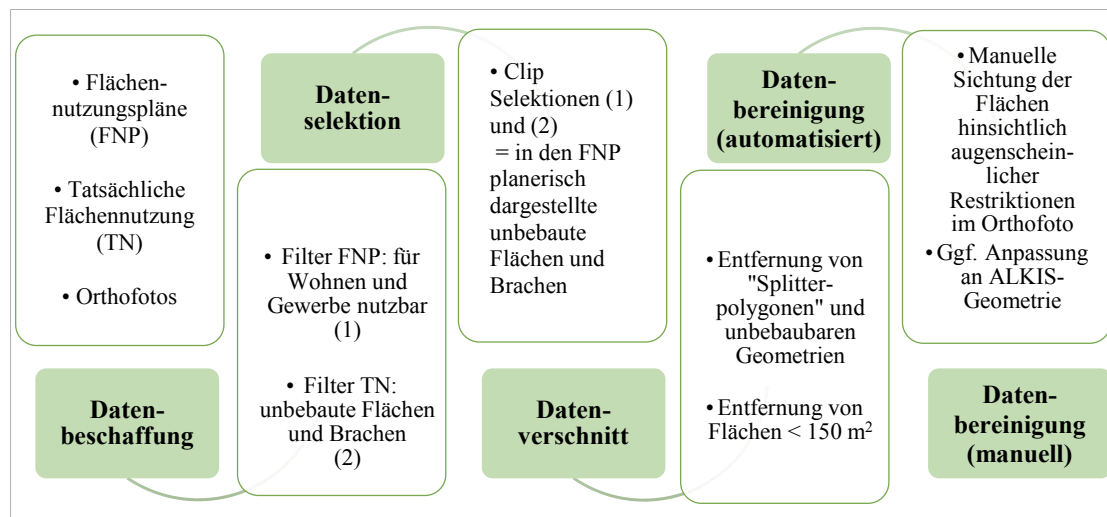 • Flächen-
nutzungspläne
(FNP)
• Tatsächliche
Flächennutzung
(TN)
• Orthofotos
Daten-
beschaffung
Daten-
selektion
• Filter FNP: für
Wohnen und
Gewerbe nutzbar
(1)
• Filter TN:
unbebaute Flächen
und Brachen
(2)
• Clip
Selektionen (1)
und (2)
= in den FNP
planerisch
dargestellte
unbebaute
Flächen und
Brachen
Daten-
verschnitt
Daten-
bereinigung
(automatisiert)
• Entfernung von
"Splitter-
polygonen" und
unbebaubaren
Geometrien
• Entfernung von
Flächen < 150 m²
• Manuelle
Sichtung der
Flächen
hinsichtlich
augenschein-
licher
Restriktionen
im Orthofoto
• Ggf. Anpassung
an ALKIS-
Geometrie
Daten-
bereinigung
(manuell)